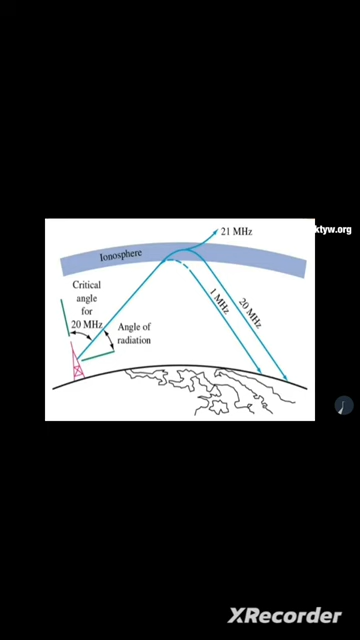 21 MHz
ktyw.org
Ionosphere
Critical
angle
for
20 MHz
Angle of
radiation
1 MHz
20 MHz
XRecorder